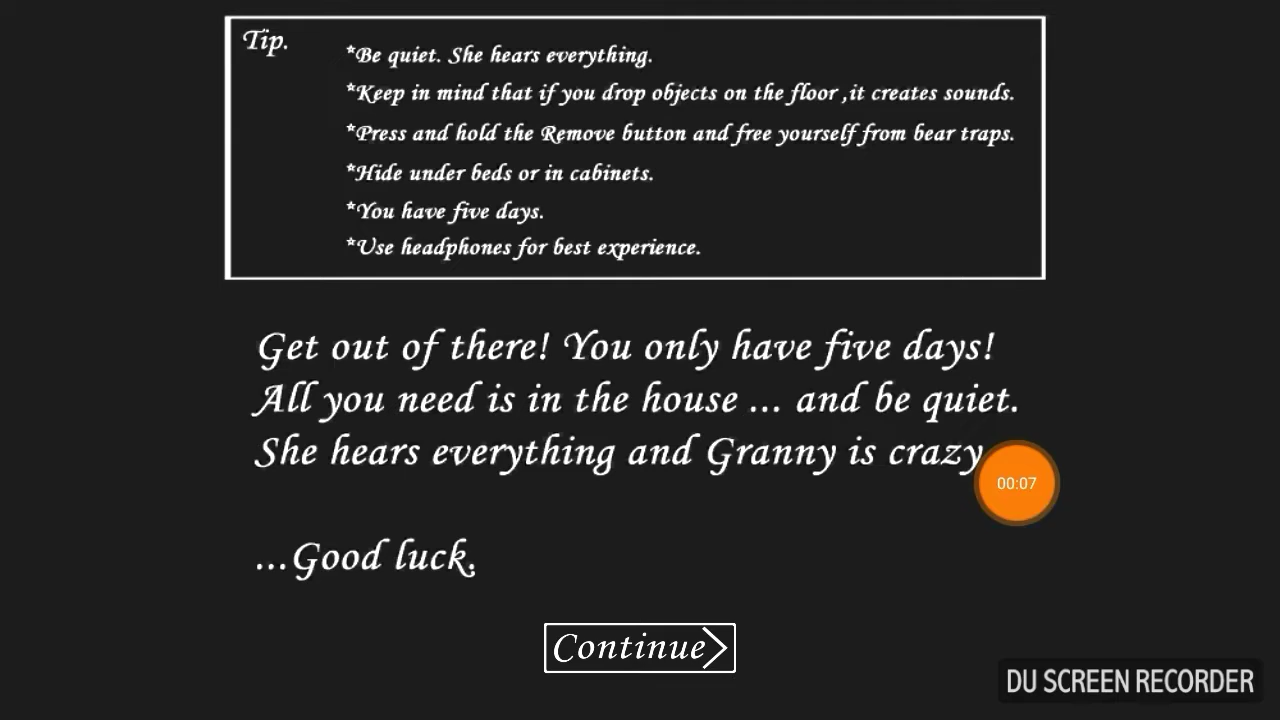 Tip.
*Be quiet. She hears everything.
*Keep in mind that if you drop objects on the floor ,it creates sounds.
*Press and hold the Remove button and free yourself from bear traps.
*Hide under beds or in cabinets.
*You have five days.
*Use headphones for best experience.
Get out of there! You only have five days!
All you need is in the house ... and be quiet.
She hears everything and Granny is crazy
00:07
...Good luck.
Continue
DU SCREEN RECORDER